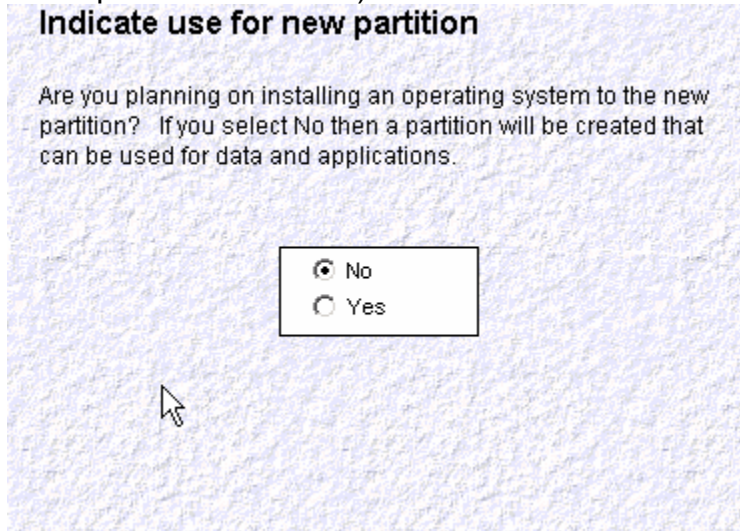 Indicate use for new partition
Are you planning on installing an operating system to the new
partition? If you select No then a partition will be created that
can be used for data and applications.
No
Yes